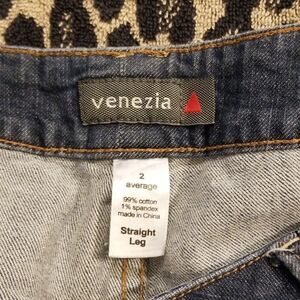 venezia
2
average
99% cotton
1% spandex
made in China
Straight
Leg